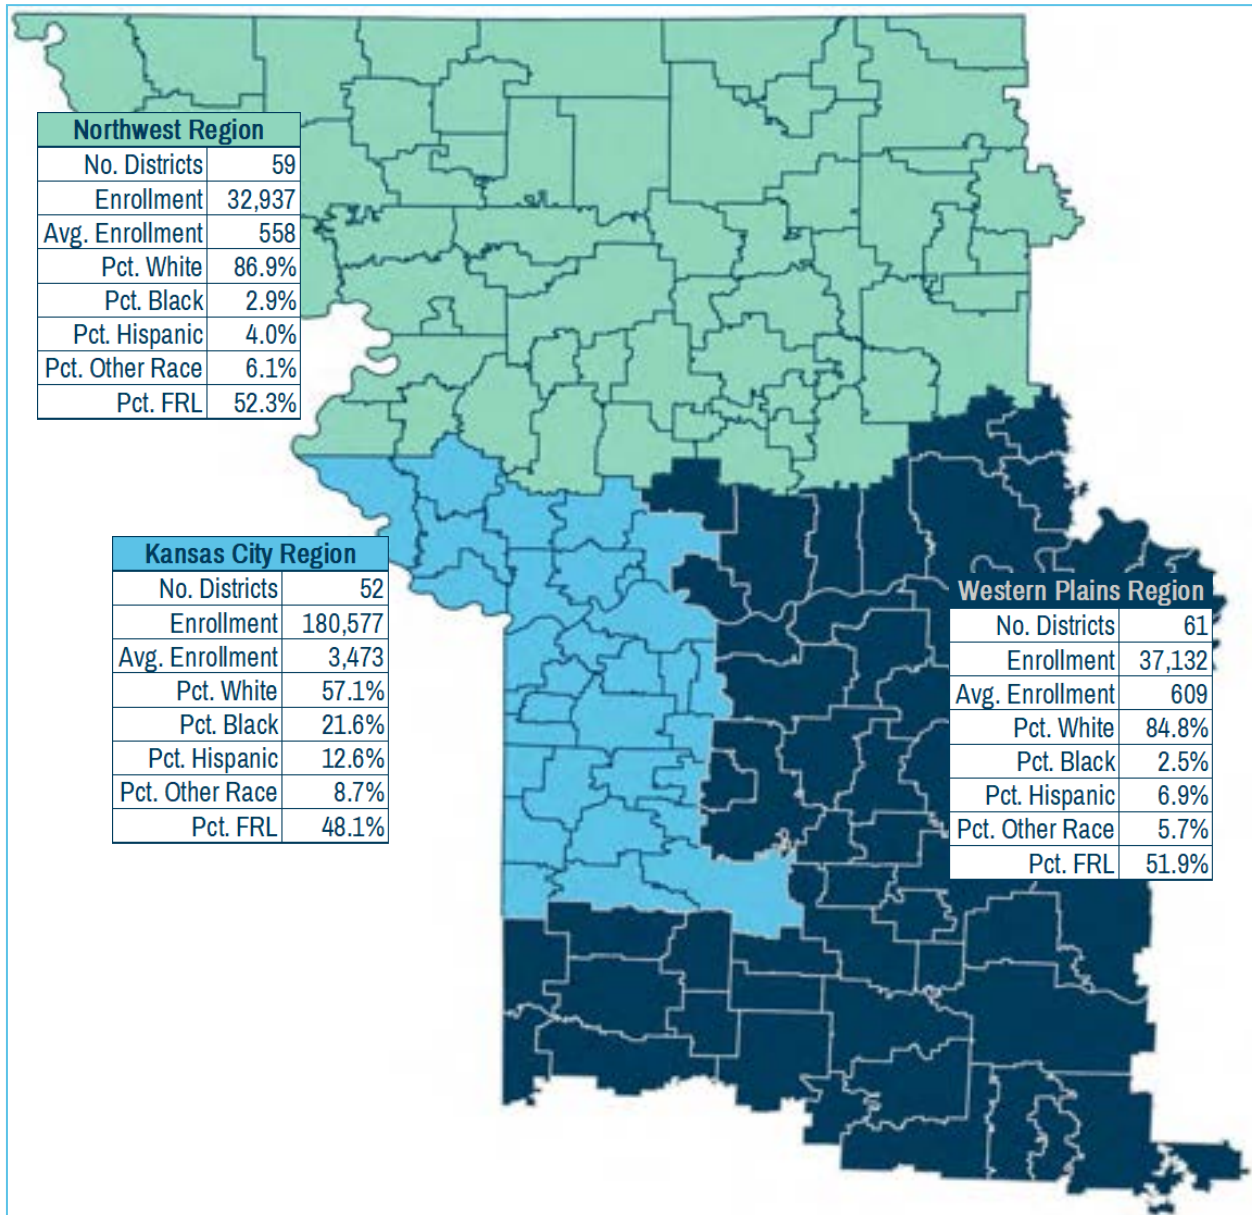 Northwest Region
No. Districts 59
Enrollment 32,937
Avg. Enrollment 558
Pct. White 86.9%
Pct. Black 2.9%
Pct. Hispanic 4.0%
Pct. Other Race 6.1%
Pct. FRL 52.3%
Kansas City Region
No. Districts 52
Enrollment 180,577
Avg. Enrollment 3,473
Pct. White 57.1%
Pct. Black 21.6%
Pct. Hispanic 12.6%
Pct. Other Race 8.7%
Pct. FRL 48.1%
Western Plains Region
No. Districts 61
Enrollment 37,132
Avg. Enrollment 609
Pct. White 84.8%
Pct. Black 2.5%
Pct. Hispanic 6.9%
Pct. Other Race 5.7%
Pct. FRL 51.9%